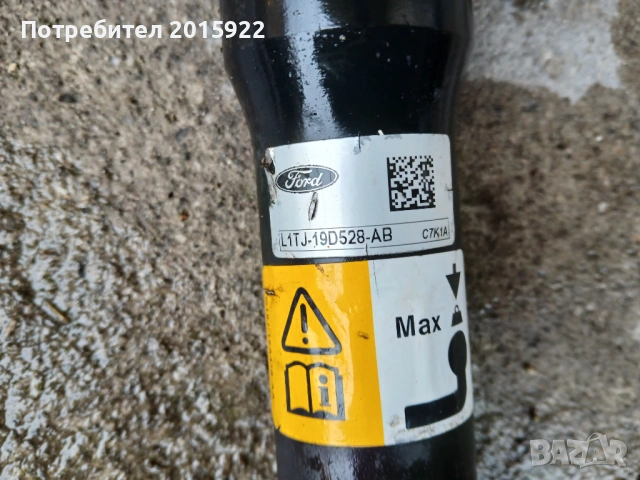 Потребител 2015922
Ford
L1TJ-19D528-AB C7K1A
Max
BAZAR